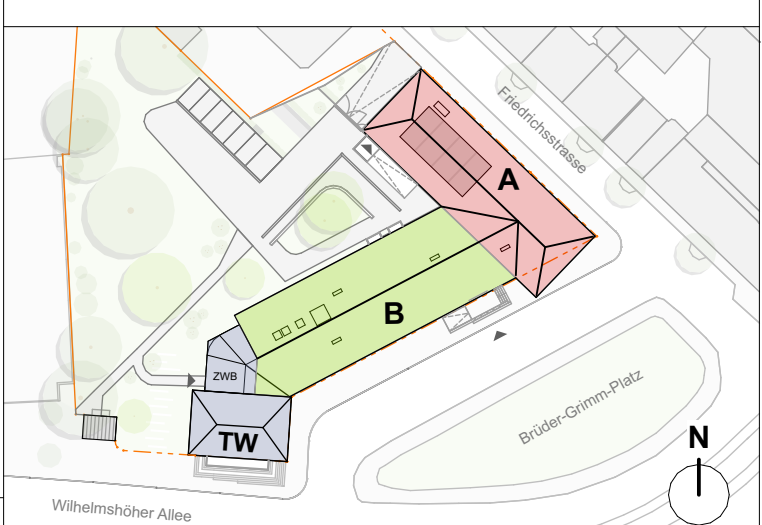 Friedrichsstrasse
A
B
ZWB
TW
Brüder-Grimm-Platz
N
Wilhelmshöher Allee